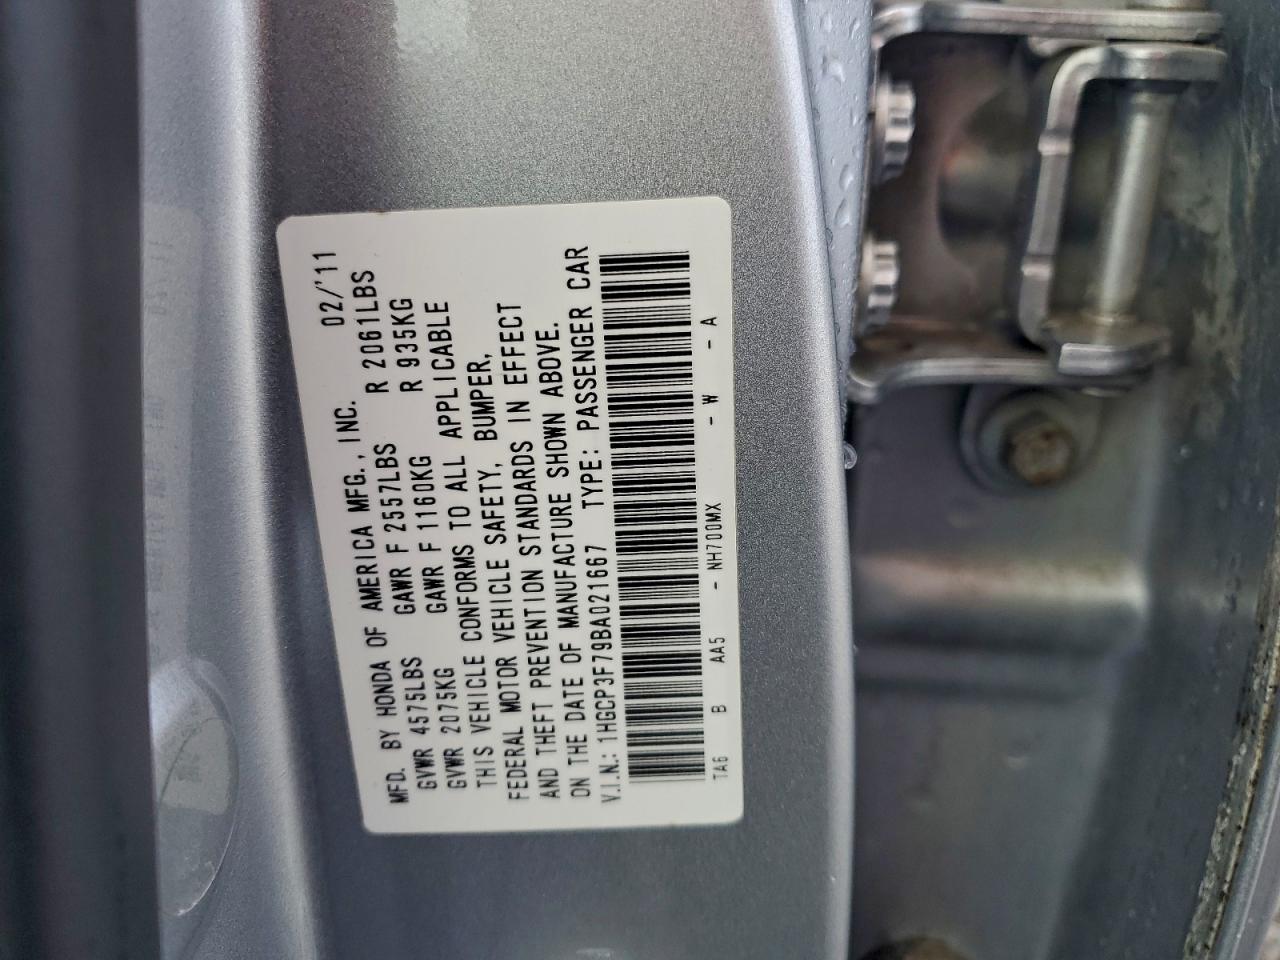 MFD. BY HONDA OF AMERICA MFG., INC. 02/'11
GVWR 4575LBS GAWR F 2557LBS R 2061LBS
GVWR 2075KG GAWR F 1160KG R 935KG
THIS VEHICLE CONFORMS TO ALL APPLICABLE
FEDERAL MOTOR VEHICLE SAFETY, BUMPER,
AND THEFT PREVENTION STANDARDS IN EFFECT
ON THE DATE OF MANUFACTURE SHOWN ABOVE.
V.I.N.: 1HGCP3F79BA021667 TYPE: PASSENGER CAR
TA6 B AA5 - NH700MX - W - A